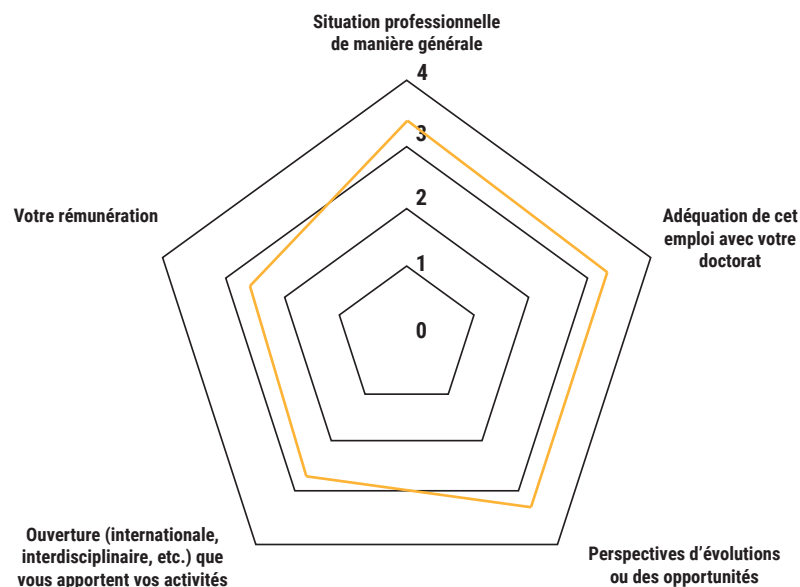 Situation professionnelle
de manière générale
4
3
2
1
0
Votre rémunération
Adéquation de cet
emploi avec votre
doctorat
Ouverture (internationale,
interdisciplinaire, etc.) que
vous apportent vos activités
Perspectives d’évolutions
ou des opportunités